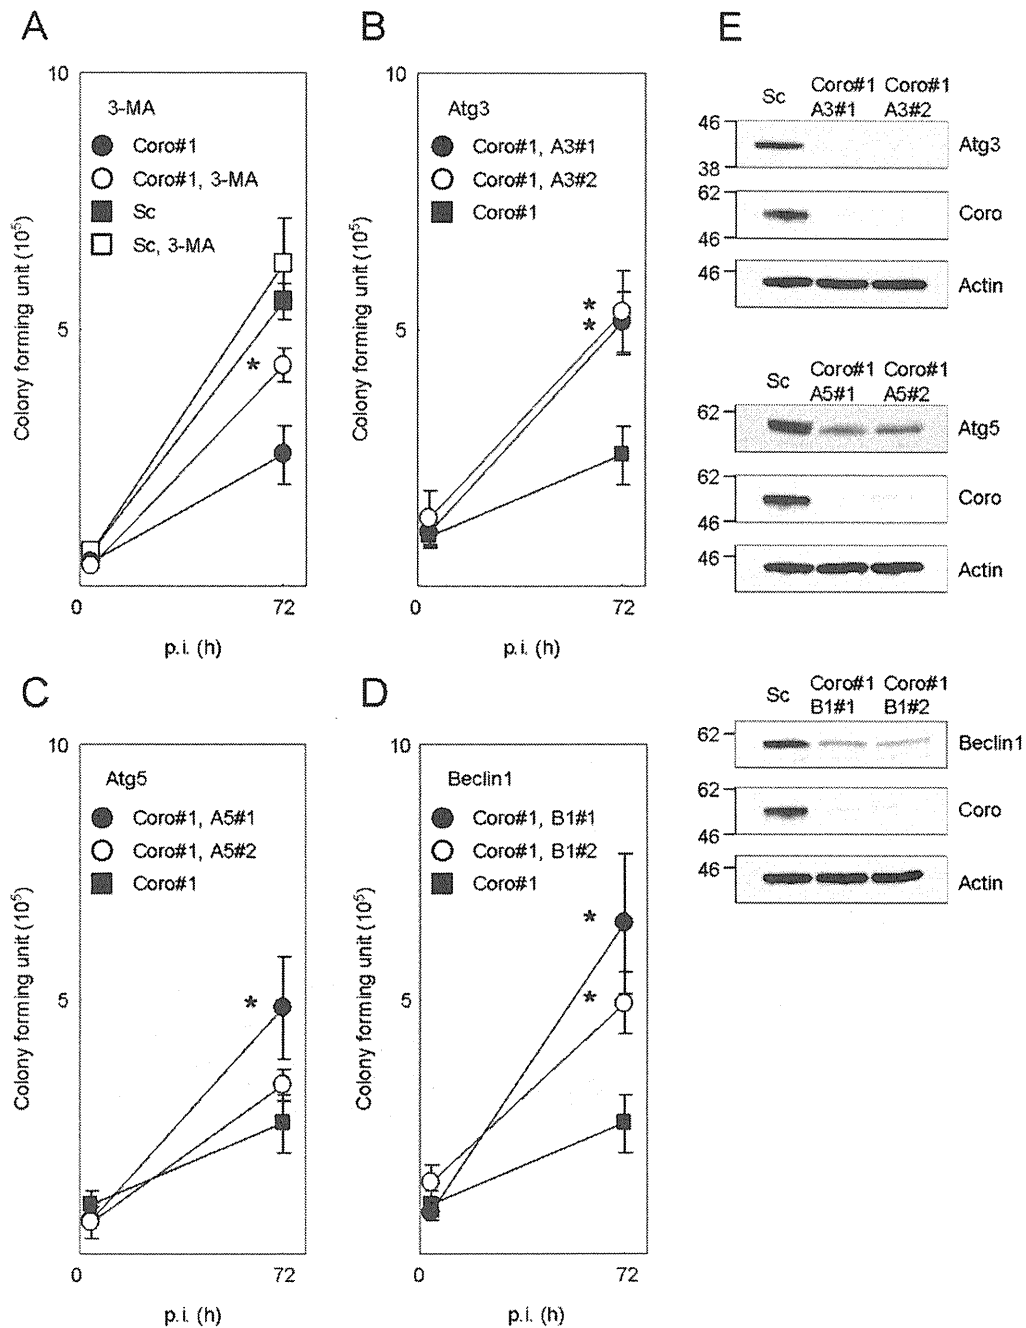 A
10
5
0
72
Colony forming unit (10⁵)
p.i. (h)
3-MA
Coro#1
Coro#1, 3-MA
Sc
Sc, 3-MA
*
B
10
5
0
72
Colony forming unit (10⁵)
p.i. (h)
Atg3
Coro#1, A3#1
Coro#1, A3#2
Coro#1
*
*
C
10
5
0
72
Colony forming unit (10⁵)
p.i. (h)
Atg5
Coro#1, A5#1
Coro#1, A5#2
Coro#1
*
D
10
5
0
72
Colony forming unit (10⁵)
p.i. (h)
Beclin1
Coro#1, B1#1
Coro#1, B1#2
Coro#1
*
*
E
Sc Coro#1 Coro#1
A3#1 A3#2
46
38
Atg3
62
46
Coro
46
Actin
Sc Coro#1 Coro#1
A5#1 A5#2
62
Atg5
62
46
Coro
46
Actin
Sc Coro#1 Coro#1
B1#1 B1#2
62
Beclin1
62
46
Coro
46
Actin